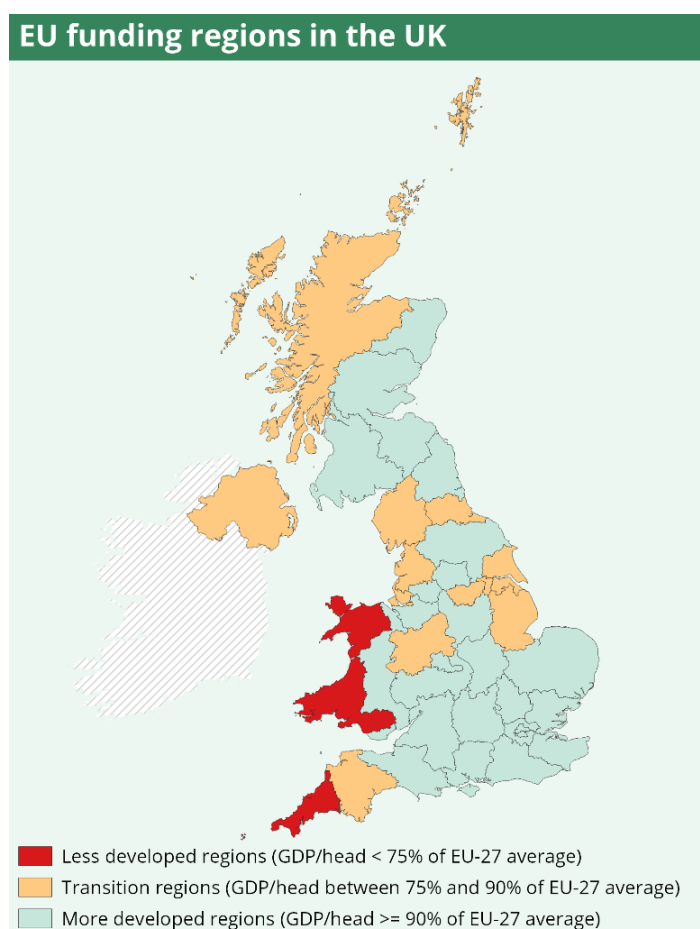 EU funding regions in the UK
Less developed regions (GDP/head < 75% of EU-27 average)
Transition regions (GDP/head between 75% and 90% of EU-27 average)
More developed regions (GDP/head >= 90% of EU-27 average)